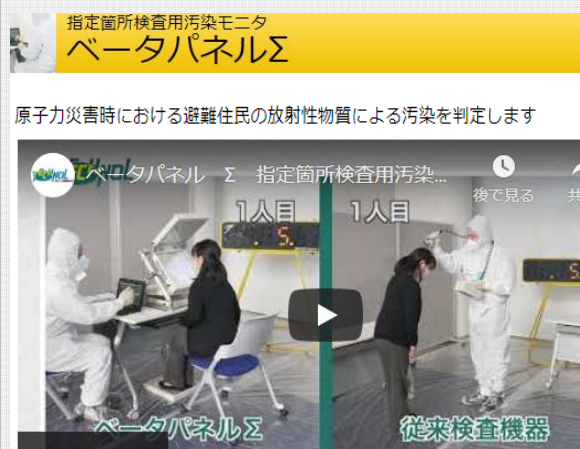 指定箇所検査用汚染モニタ
ベータパネルΣ
原子力災害時における避難住民の放射性物質による汚染を判定します
ベータパネル Σ 指定箇所検査用汚染...
後で見る
1人目
5.
1人目
5
ベータパネルΣ
従来検査機器